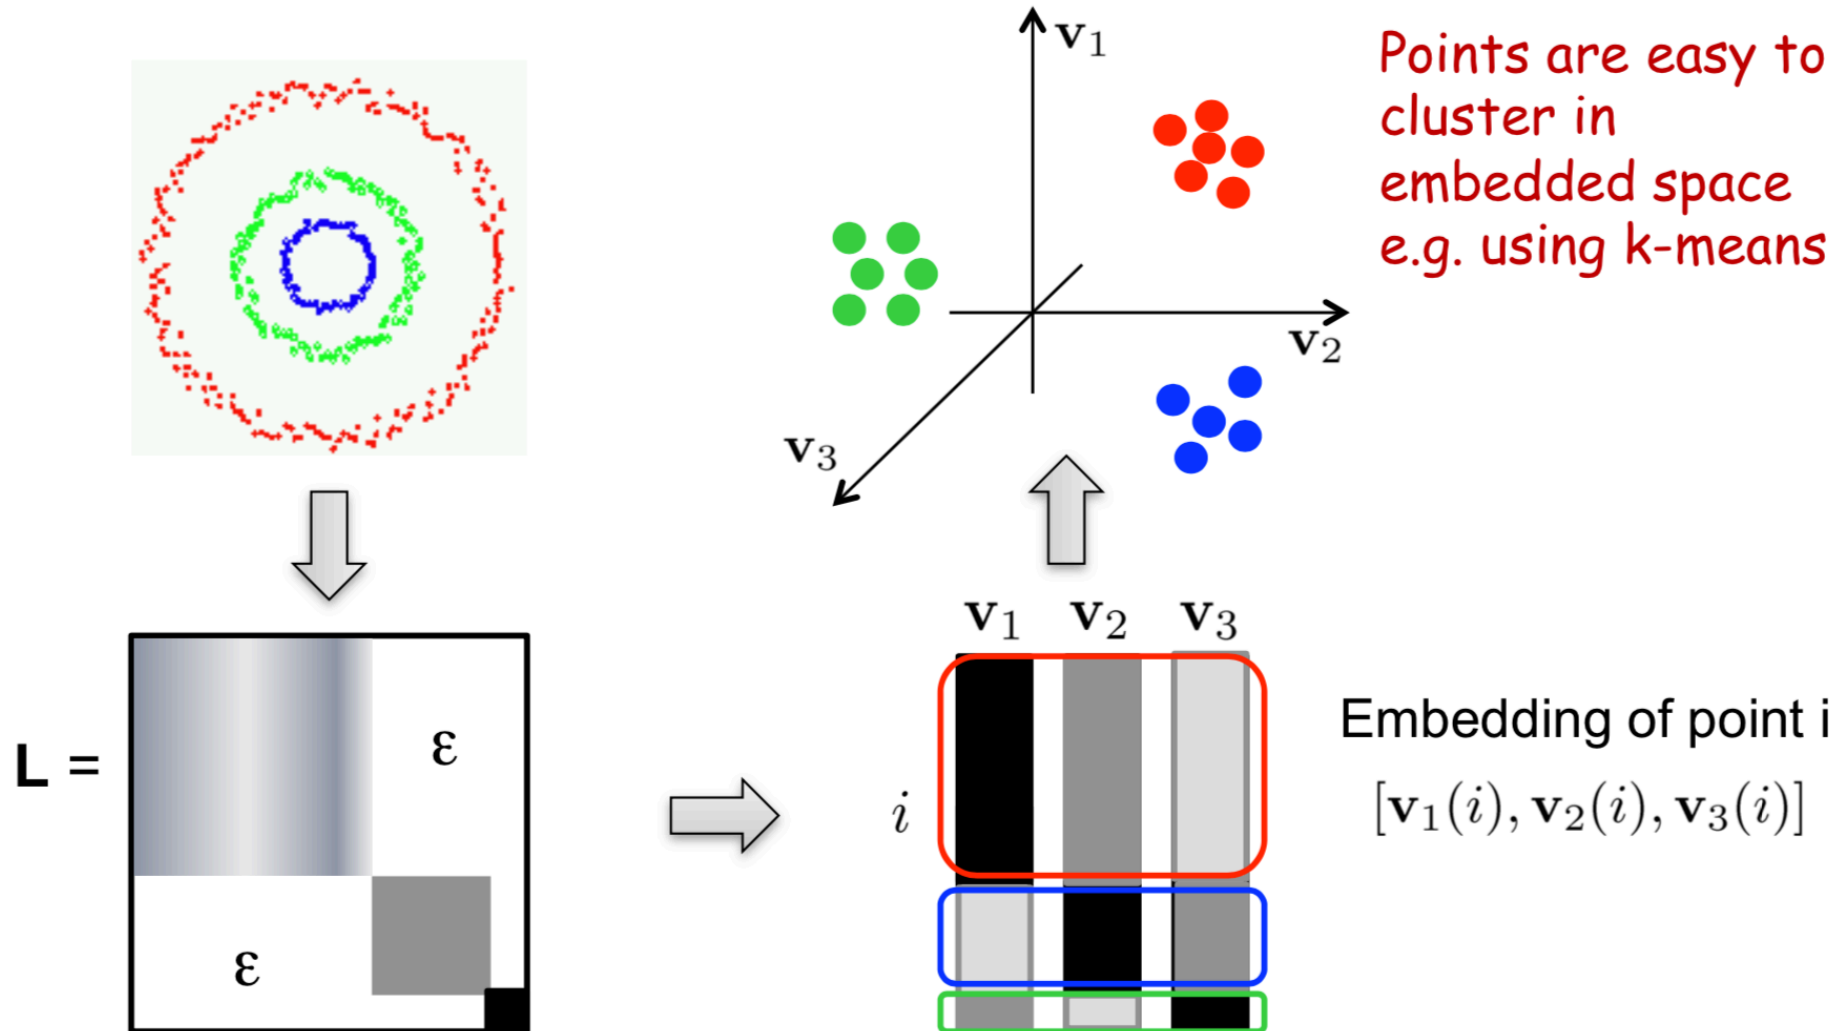 v₁
Points are easy to
cluster in
embedded space
e.g. using k-means
v₂
v₃
v₁ v₂ v₃
L =
ε
ε
i
Embedding of point i
[v₁(i), v₂(i), v₃(i)]